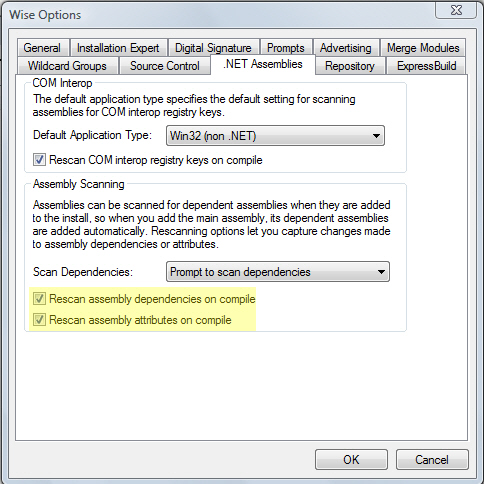 Wise Options
General Installation Expert Digital Signature Prompts Advertising Merge Modules
Wildcard Groups Source Control .NET Assemblies Repository ExpressBuild
COM Interop
The default application type specifies the default setting for scanning
assemblies for COM interop registry keys.
Default Application Type: Win32 (non .NET)
Rescan COM interop registry keys on compile
Assembly Scanning
Assemblies can be scanned for dependent assemblies when they are added
to the install, so when you add the main assembly, its dependent assemblies
are added automatically. Rescanning options let you capture changes made
to assembly dependencies or attributes.
Scan Dependencies: Prompt to scan dependencies
Rescan assembly dependencies on compile
Rescan assembly attributes on compile
OK Cancel